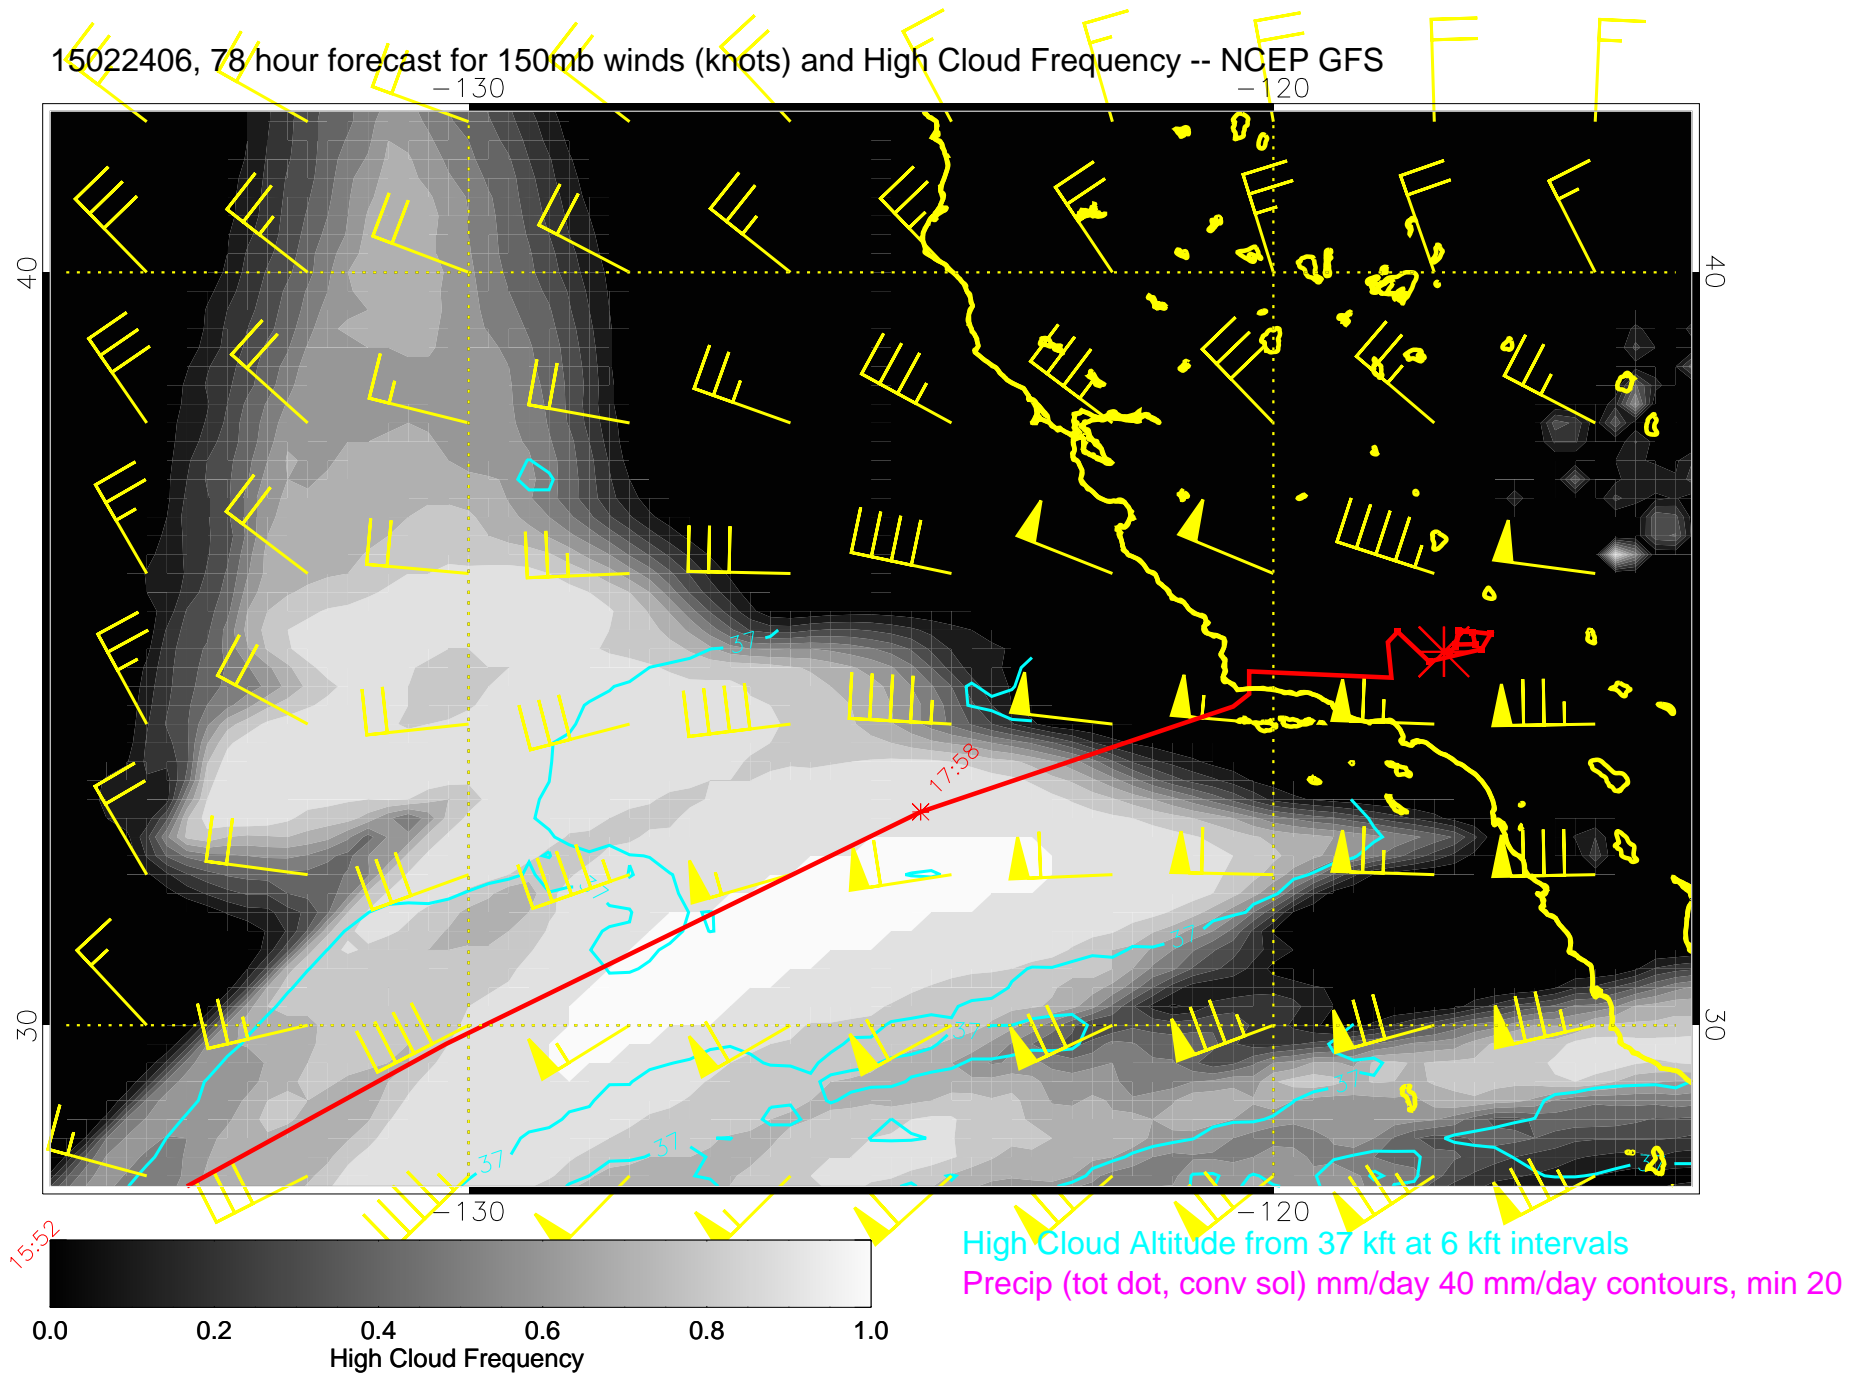 15022406, 78 hour forecast for 150mb winds (knots) and High Cloud Frequency -- NCEP GFS
-130 -120
40 40
37
17:58
37
37
30 30
37
37
37
-130 -120
15:52
High Cloud Altitude from 37 kft at 6 kft intervals
Precip (tot dot, conv sol) mm/day 40 mm/day contours, min 20
0.0 0.2 0.4 0.6 0.8 1.0
High Cloud Frequency